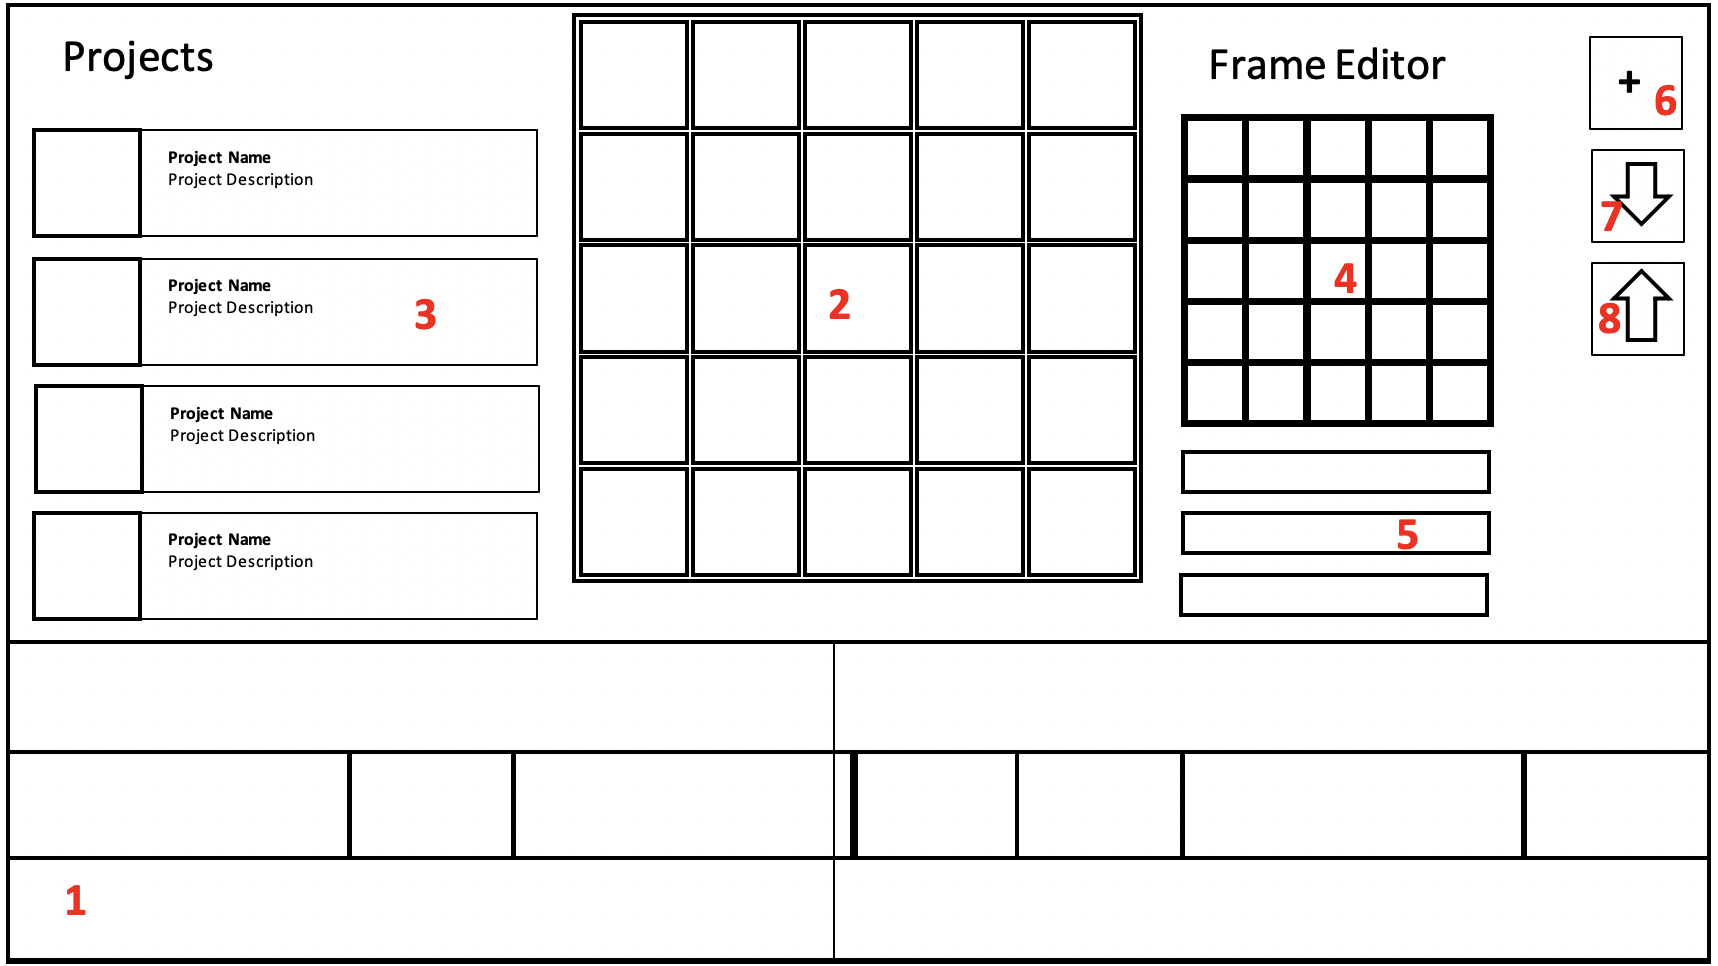 Projects
Project Name
Project Description
Project Name
Project Description
3
Project Name
Project Description
Project Name
Project Description
2
Frame Editor
4
5
+
6
7
8
1